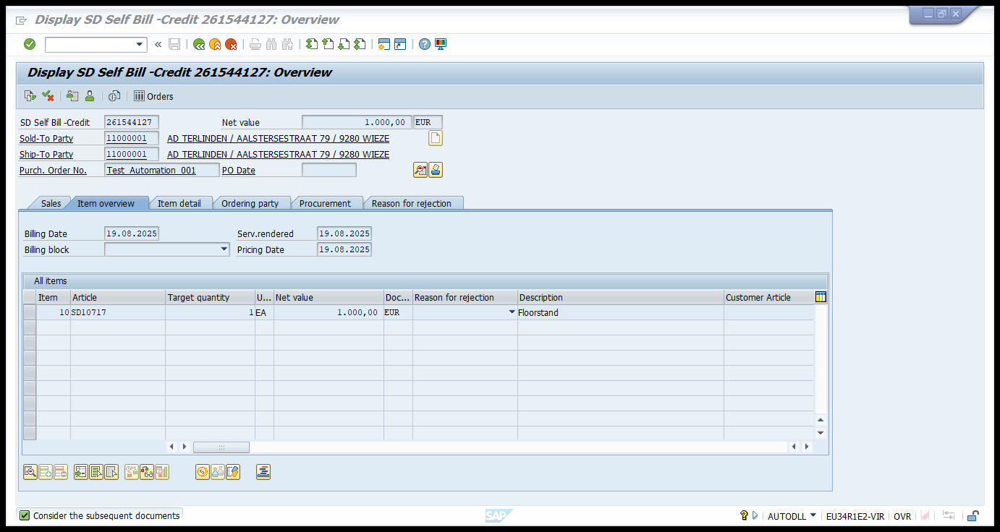 Display SD Self Bill -Credit 261544127: Overview
Display SD Self Bill -Credit 261544127: Overview
Orders
SD Self Bill -Credit 261544127 Net value 1.000,00 EUR
Sold-To Party 11000001 AD TERLINDEN / AALSTERSESTRAAT 79 / 9280 WIEZE
Ship-To Party 11000001 AD TERLINDEN / AALSTERSESTRAAT 79 / 9280 WIEZE
Purch. Order No. Test Automation 001 PO Date
Sales Item overview Item detail Ordering party Procurement Reason for rejection
Billing Date 19.08.2025 Serv.rendered 19.08.2025
Billing block Pricing Date 19.08.2025
All items
Item Article Target quantity U... Net value Doc... Reason for rejection Description Customer Article
10 SD10717 1 EA 1.000,00 EUR Floorstand
Consider the subsequent documents SAP AUTODLL EU34R1E2-VIR OVR